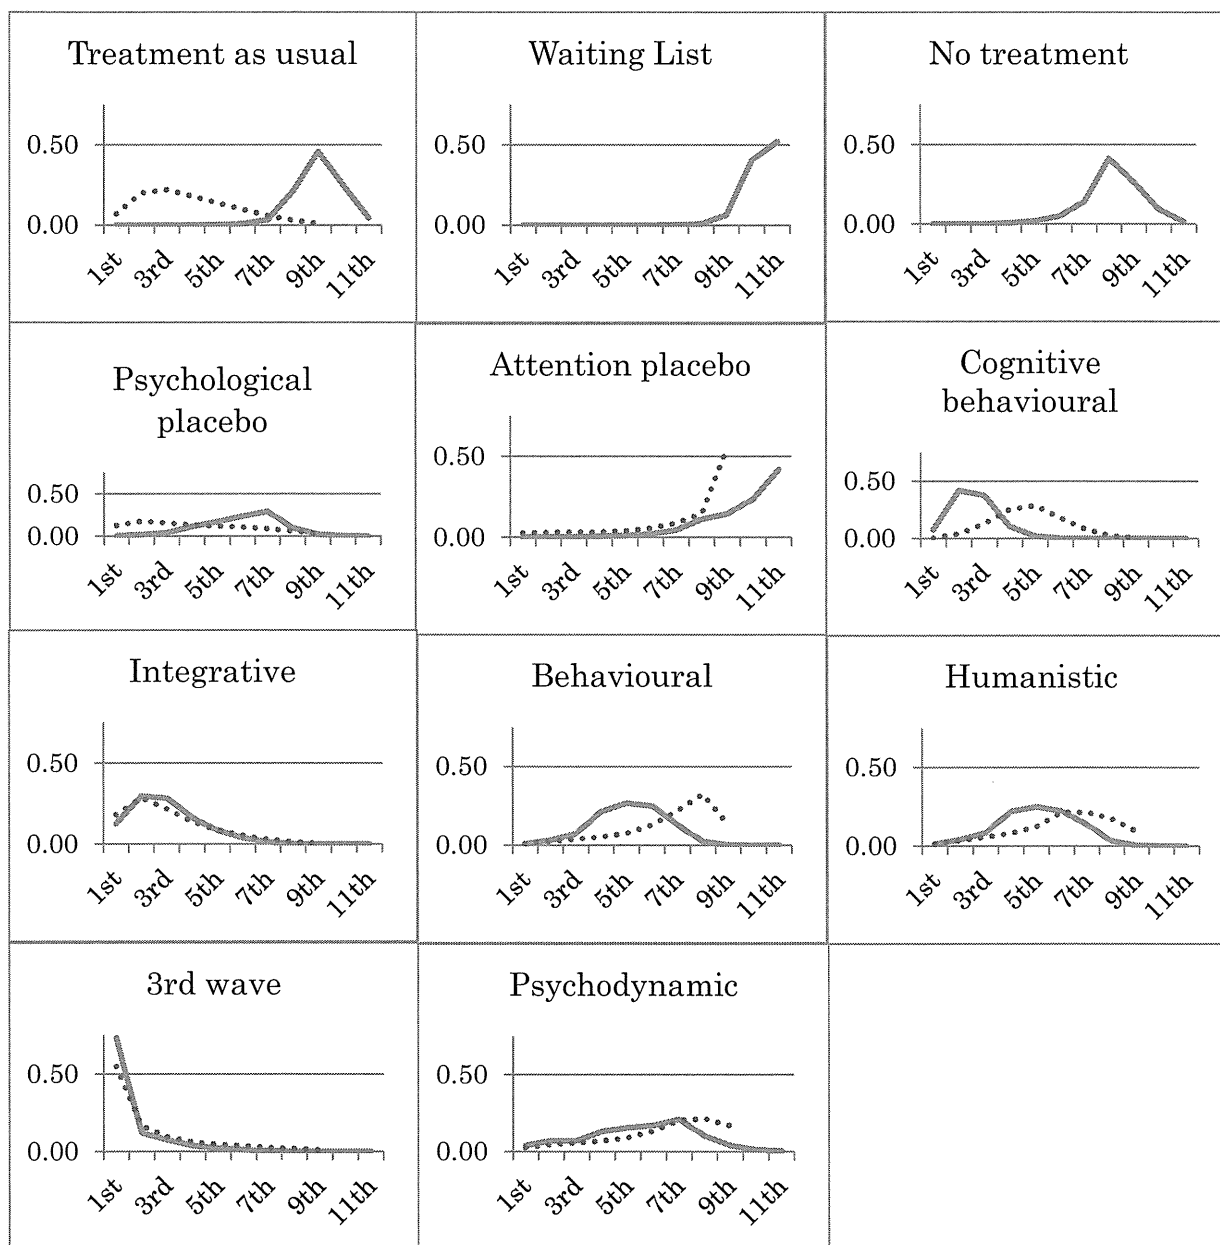 Treatment as usual
0.50
0.00
1st 3rd 5th 7th 9th 11th
Waiting List
0.50
0.00
1st 3rd 5th 7th 9th 11th
No treatment
0.50
0.00
1st 3rd 5th 7th 9th 11th
Psychological
placebo
0.50
0.00
1st 3rd 5th 7th 9th 11th
Attention placebo
0.50
0.00
1st 3rd 5th 7th 9th 11th
Cognitive
behavioural
0.50
0.00
1st 3rd 5th 7th 9th 11th
Integrative
0.50
0.00
1st 3rd 5th 7th 9th 11th
Behavioural
0.50
0.00
1st 3rd 5th 7th 9th 11th
Humanistic
0.50
0.00
1st 3rd 5th 7th 9th 11th
3rd wave
0.50
0.00
1st 3rd 5th 7th 9th 11th
Psychodynamic
0.50
0.00
1st 3rd 5th 7th 9th 11th